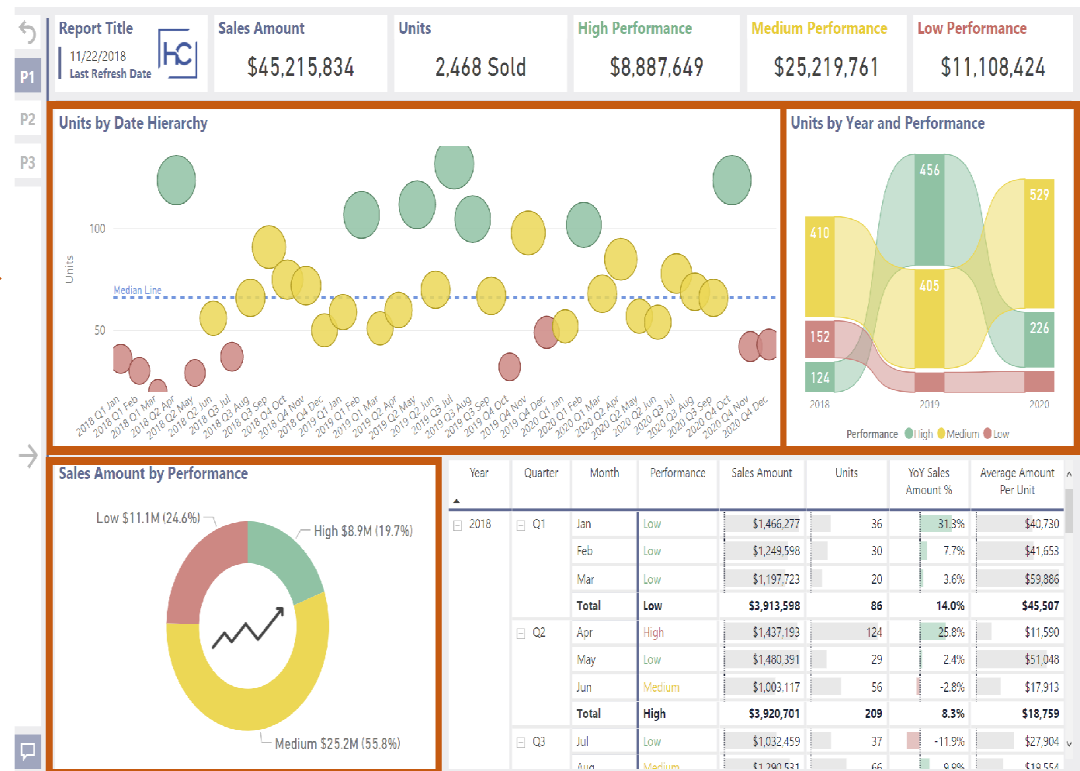 Report Title
11/22/2018
Last Refresh Date
HC
Sales Amount
$45,215,834
Units
2,468 Sold
High Performance
$8,887,649
Medium Performance
$25,219,761
Low Performance
$11,108,424
P1
P2
P3
Units by Date Hierarchy
Units
100
50
Median Line
2018 Q1 Jan
2018 Q1 Feb
2018 Q1 Mar
2018 Q2 Apr
2018 Q2 May
2018 Q2 Jun
2018 Q3 Jul
2018 Q3 Aug
2018 Q3 Sep
2018 Q4 Oct
2018 Q4 Nov
2018 Q4 Dec
2019 Q1 Jan
2019 Q1 Feb
2019 Q1 Mar
2019 Q2 Apr
2019 Q2 May
2019 Q2 Jun
2019 Q3 Jul
2019 Q3 Aug
2019 Q3 Sep
2019 Q4 Oct
2019 Q4 Nov
2019 Q4 Dec
2020 Q1 Jan
2020 Q1 Feb
2020 Q1 Mar
2020 Q2 Apr
2020 Q2 May
2020 Q2 Jun
2020 Q3 Jul
2020 Q3 Aug
2020 Q3 Sep
2020 Q4 Oct
2020 Q4 Nov
2020 Q4 Dec
Units by Year and Performance
456
529
410
405
152
226
124
2018 2019 2020
Performance High Medium Low
Sales Amount by Performance
Low $11.1M (24.6%)
High $8.9M (19.7%)
Medium $25.2M (55.8%)
Year Quarter Month Performance Sales Amount Units YoY Sales Average Amount
Amount % Per Unit
2018 Q1 Jan Low $1,466,277 36 31.3% $40,730
Feb Low $1,249,598 30 7.7% $41,653
Mar Low $1,197,723 20 3.6% $59,886
Total Low $3,913,598 86 14.0% $45,507
Q2 Apr High $1,437,193 124 25.8% $11,590
May Low $1,480,391 29 2.4% $51,048
Jun Medium $1,003,117 56 -2.8% $17,913
Total High $3,920,701 209 8.3% $18,759
Q3 Jul Low $1,032,459 37 -11.9% $27,904
Aug Medium $1,290,531 66 9.9% $19,554